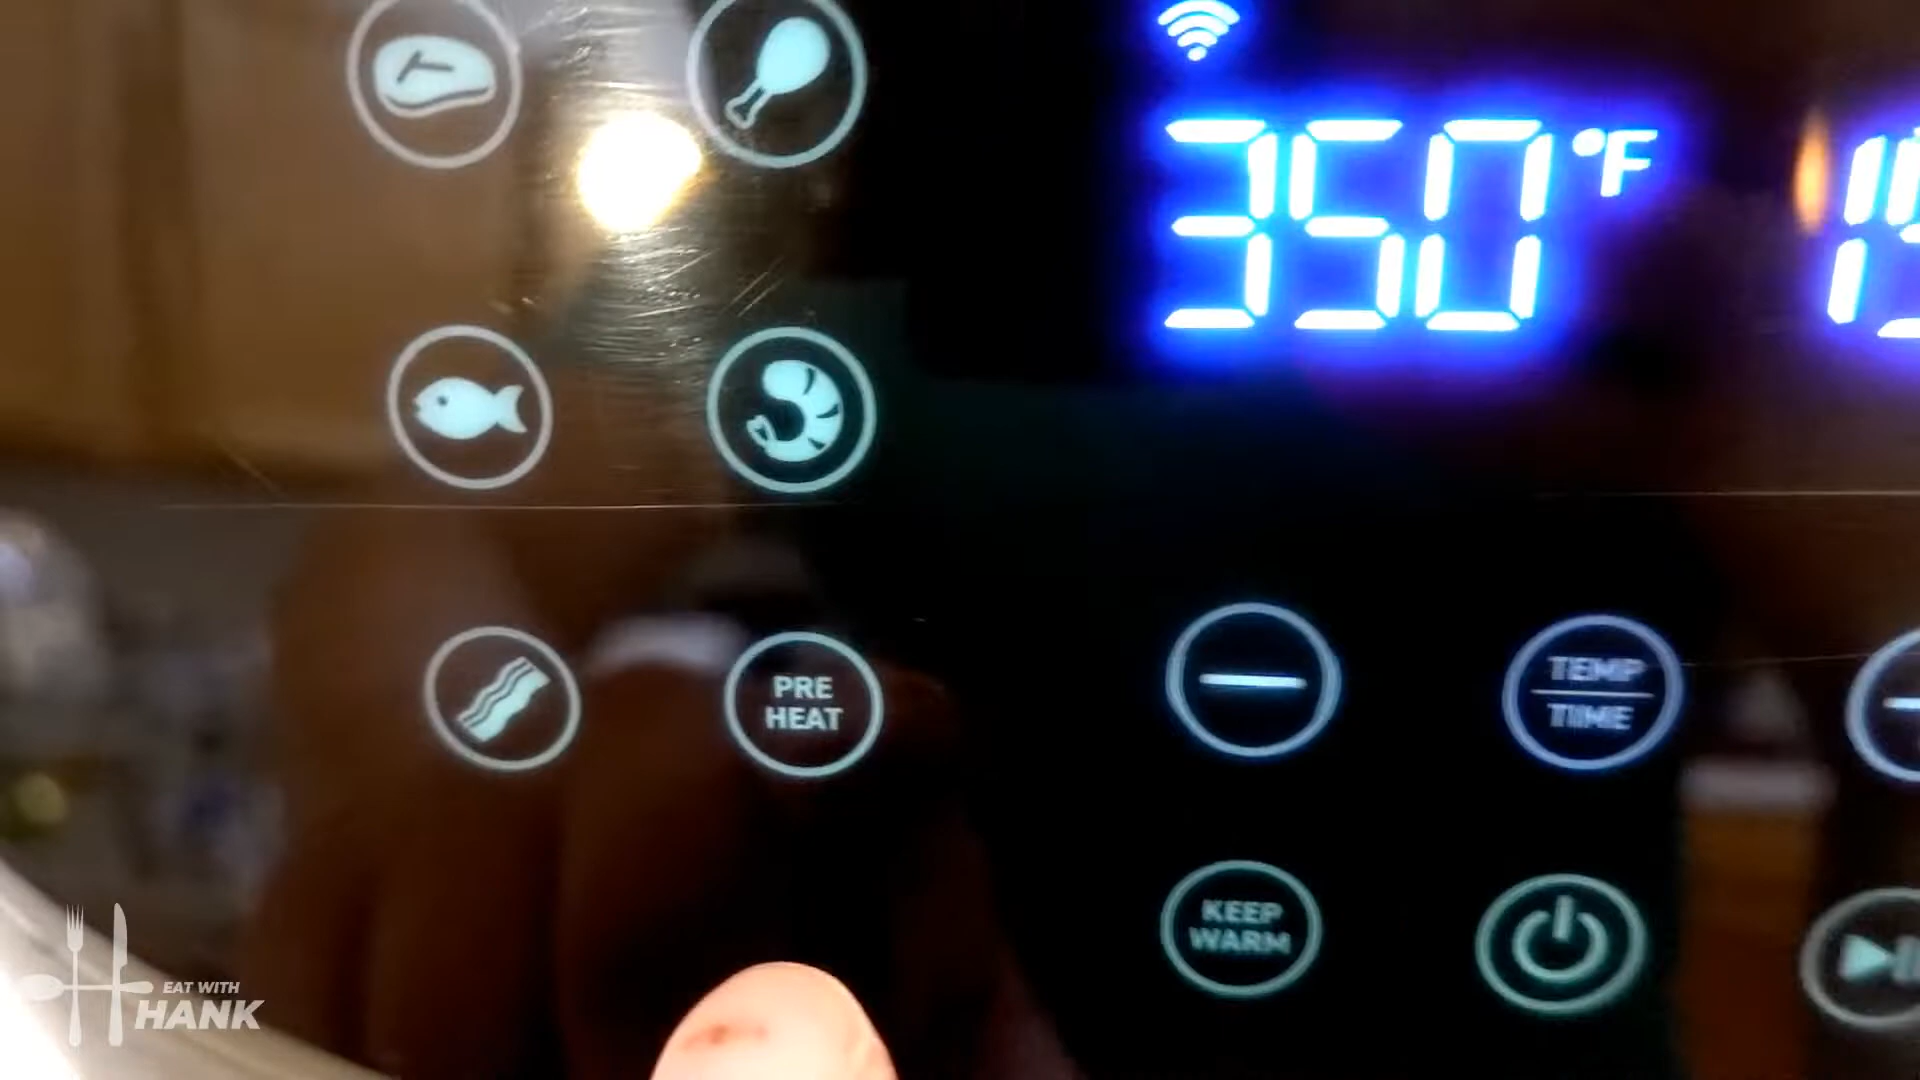 350°F
PRE
HEAT
TEMP
TIME
KEEP
WARM
EAT WITH
HANK